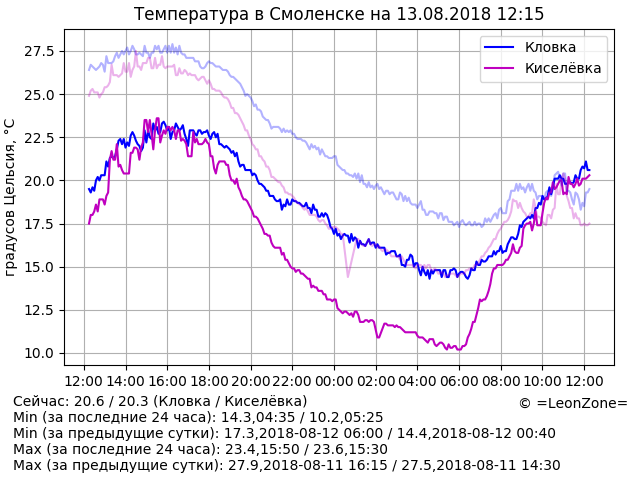 Температура в Смоленске на 13.08.2018 12:15
градусов Цельсия, °C
27.5
25.0
22.5
20.0
17.5
15.0
12.5
10.0
Кловка
Киселёвка
12:00 14:00 16:00 18:00 20:00 22:00 00:00 02:00 04:00 06:00 08:00 10:00 12:00
Сейчас: 20.6 / 20.3 (Кловка / Киселёвка)
© =LeonZone=
Min (за последние 24 часа): 14.3,04:35 / 10.2,05:25
Min (за предыдущие сутки): 17.3,2018-08-12 06:00 / 14.4,2018-08-12 00:40
Max (за последние 24 часа): 23.4,15:50 / 23.6,15:30
Max (за предыдущие сутки): 27.9,2018-08-11 16:15 / 27.5,2018-08-11 14:30